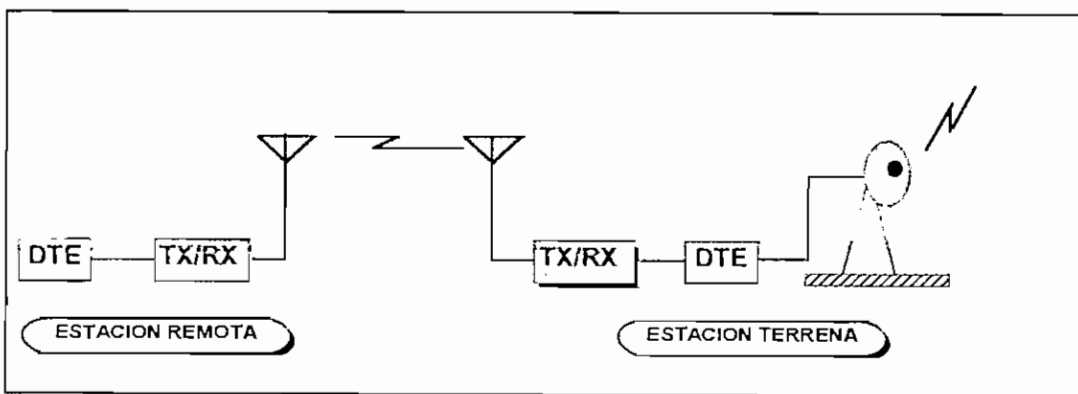 DTE
TX/RX
TX/RX
DTE
ESTACION REMOTA
ESTACION TERRENA